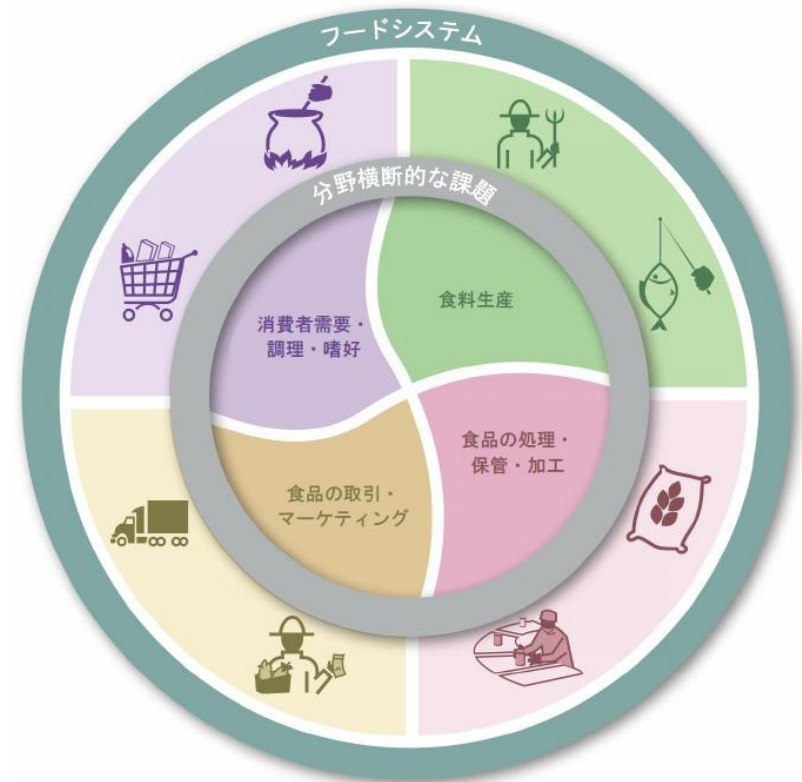 フードシステム
分野横断的な課題
消費者需要・
調理・嗜好
食料生産
食品の処理・
保管・加工
食品の取引・
マーケティング